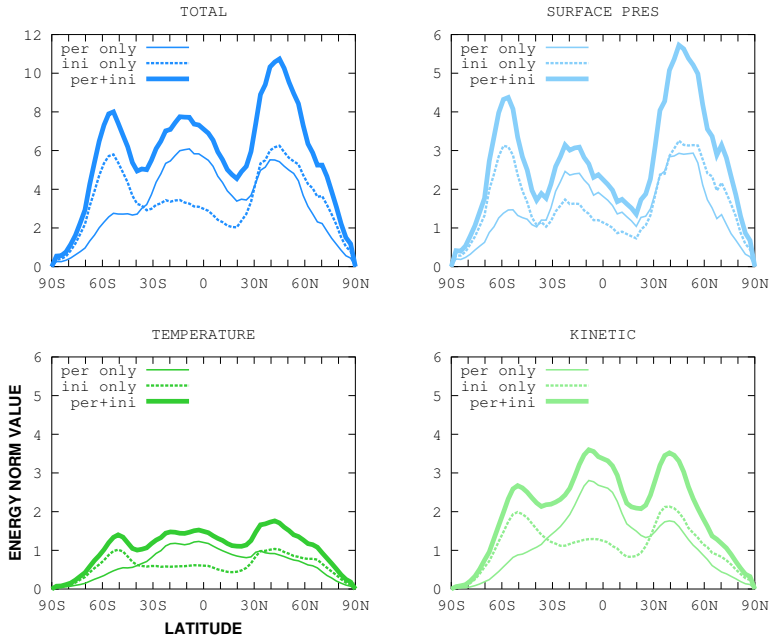 TOTAL
12
10
8
6
4
2
0
per only
ini only
per+ini
90S 60S 30S 0 30N 60N 90N
SURFACE PRES
6
5
4
3
2
1
0
per only
ini only
per+ini
90S 60S 30S 0 30N 60N 90N
TEMPERATURE
6
5
4
3
2
1
0
per only
ini only
per+ini
90S 60S 30S 0 30N 60N 90N
ENERGY NORM VALUE
LATITUDE
KINETIC
6
5
4
3
2
1
0
per only
ini only
per+ini
90S 60S 30S 0 30N 60N 90N